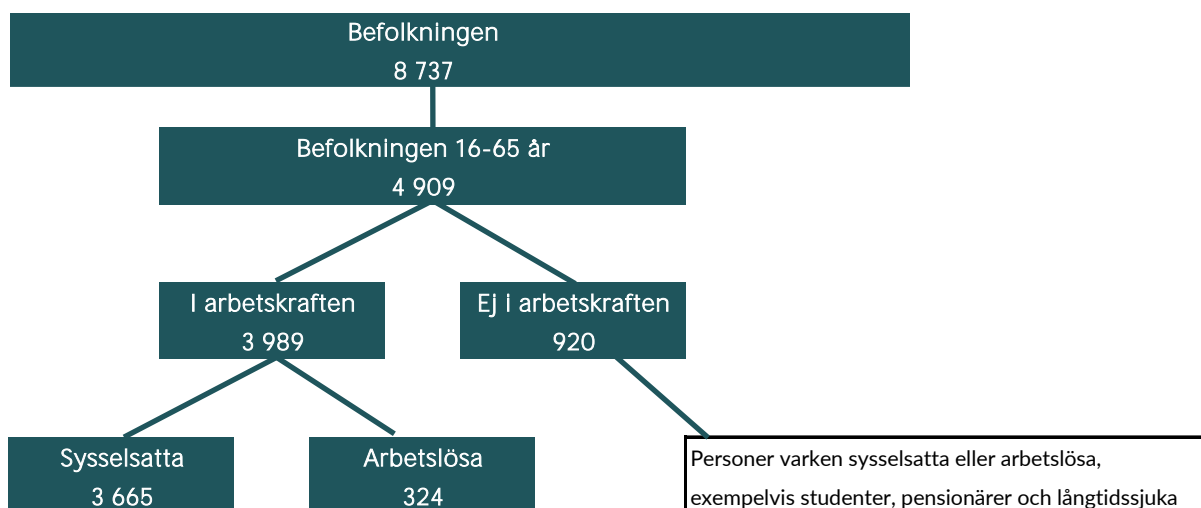 Befolkningen
8 737
Befolkningen 16-65 år
4 909
I arbetskraften
3 989
Ej i arbetskraften
920
Sysselsatta
3 665
Arbetslösa
324
Personer varken sysselsatta eller arbetslösa,
exempelvis studenter, pensionärer och långtidssjuka